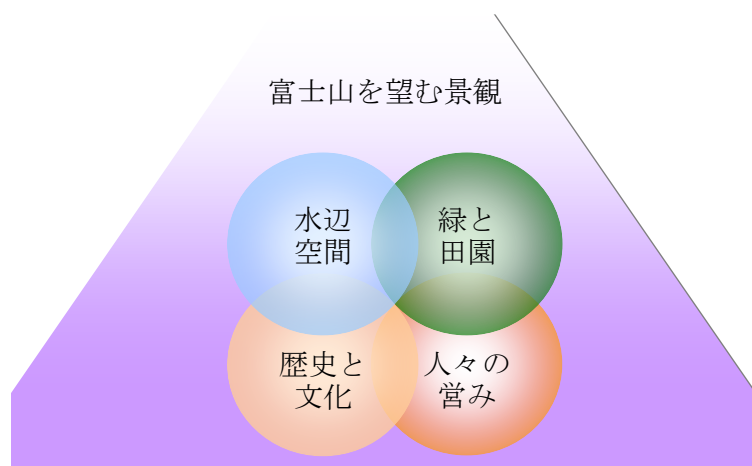 富士山を望む景観
水辺
空間
緑と
田園
歴史と
文化
人々の
営み